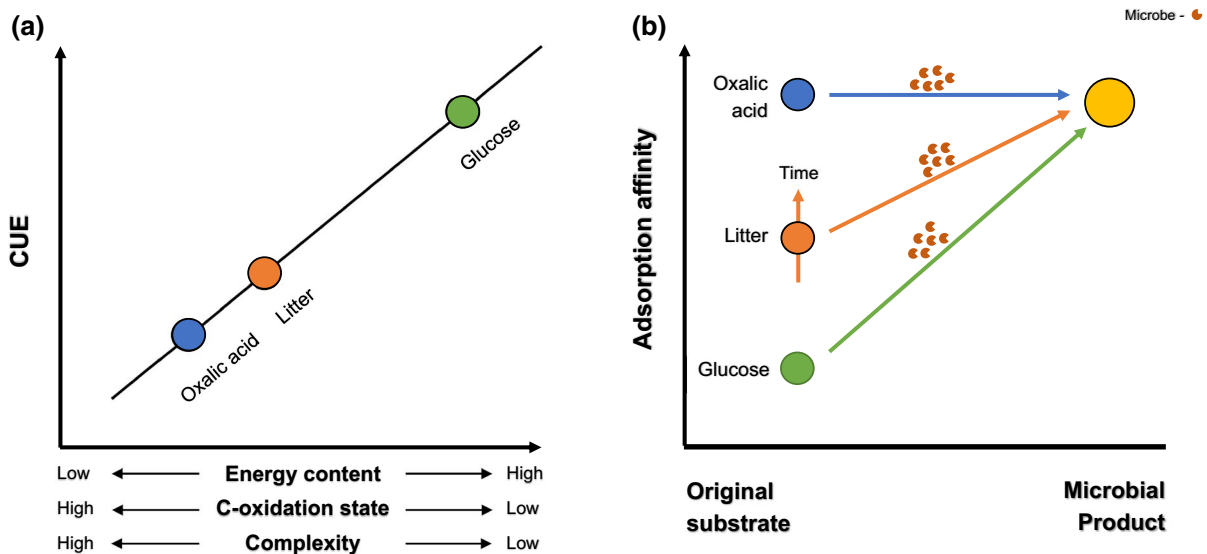 (a)
CUE
Glucose
Litter
Oxalic acid
Low Energy content High
High C-oxidation state Low
High Complexity Low
(b)
Microbe -
Adsorption affinity
Oxalic
acid
Time
Litter
Glucose
Original
substrate
Microbial
Product